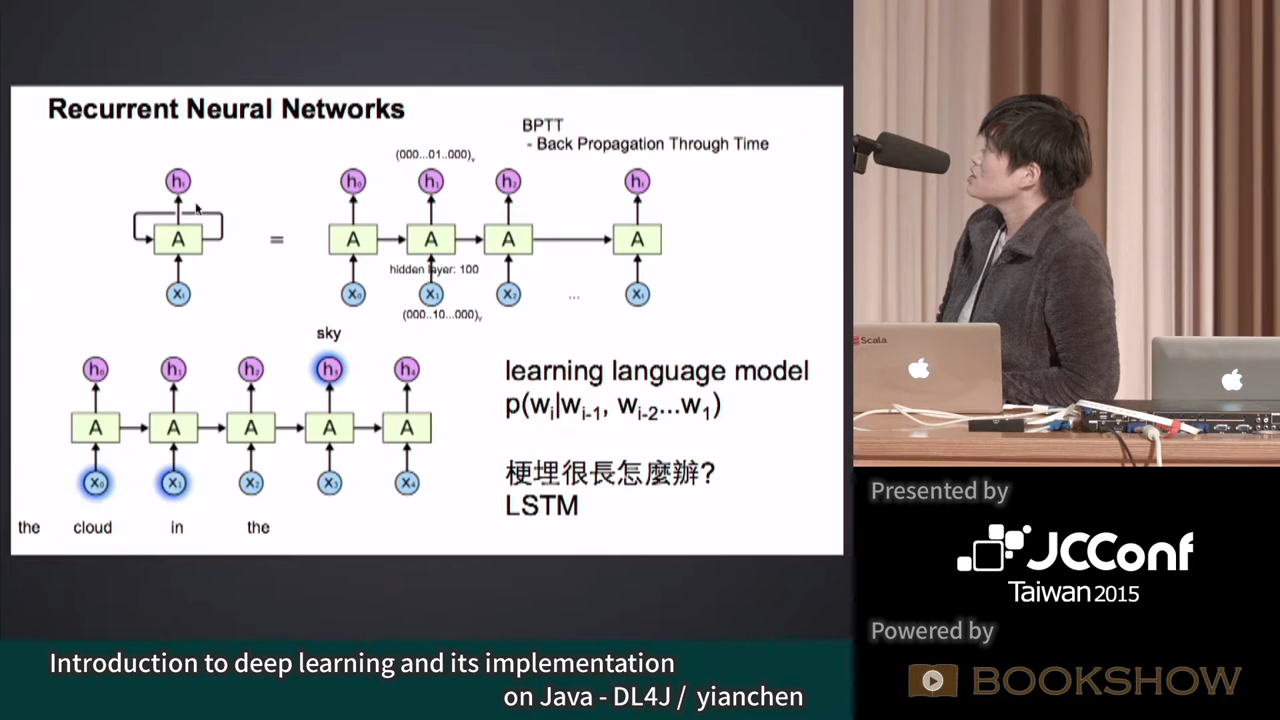 Recurrent Neural Networks
BPTT
- Back Propagation Through Time
(000...01..000)v
ht h0 h1 h2 ht
A = A A A A
hidden layer: 100
xt x0 x1 x2 ... xt
(000..10...000)v
sky
h0 h1 h2 h3 h4
A A A A A
x0 x1 x2 x3 x4
the cloud in the
learning language model
p(wi|wi-1, wi-2...w1)
梗埋很長怎麼辦?
LSTM
Scala
Presented by
JCConf
Taiwan 2015
Powered by
BOOKSHOW
Introduction to deep learning and its implementation
on Java - DL4J / yianchen